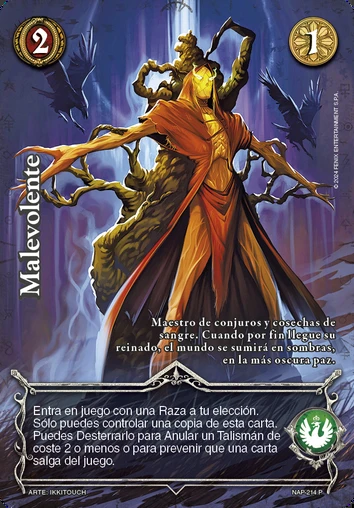 2
1
© 2024 FENIX ENTERTAINMENT S.P.A.
Malevolente
Maestro de conjuros y cosechas de
sangre. Cuando por fin llegue su
reinado, el mundo se sumirá en sombras,
en la más oscura paz.
Entra en juego con una Raza a tu elección.
Sólo puedes controlar una copia de esta carta.
Puedes Desterrarlo para Anular un Talismán de
coste 2 o menos o para prevenir que una carta
salga del juego.
ARTE: IKKITOUCH
NAP-214 P